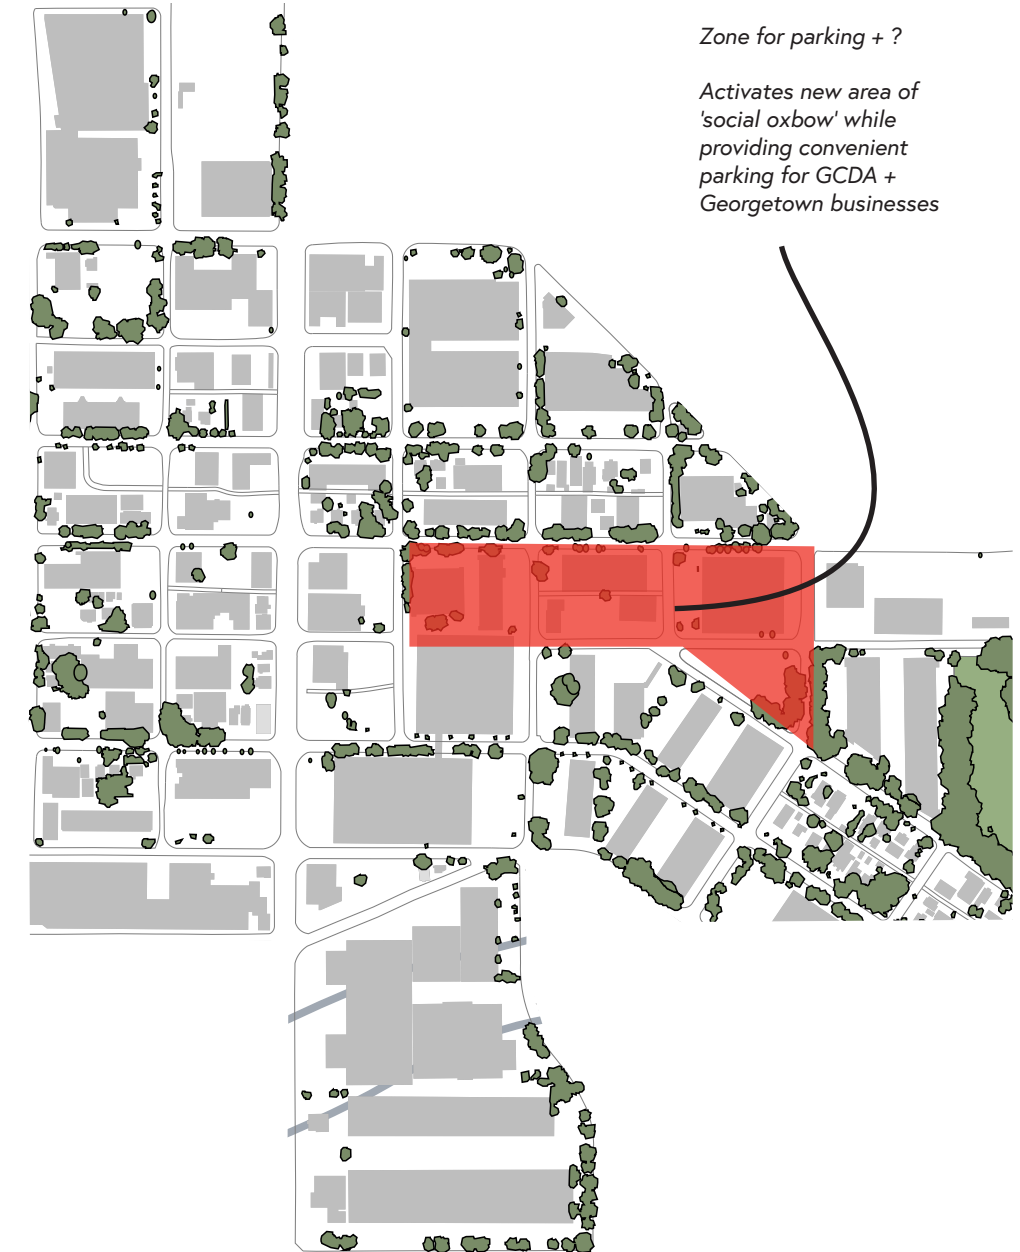 Zone for parking + ?
Activates new area of
'social oxbow' while
providing convenient
parking for GCDA +
Georgetown businesses